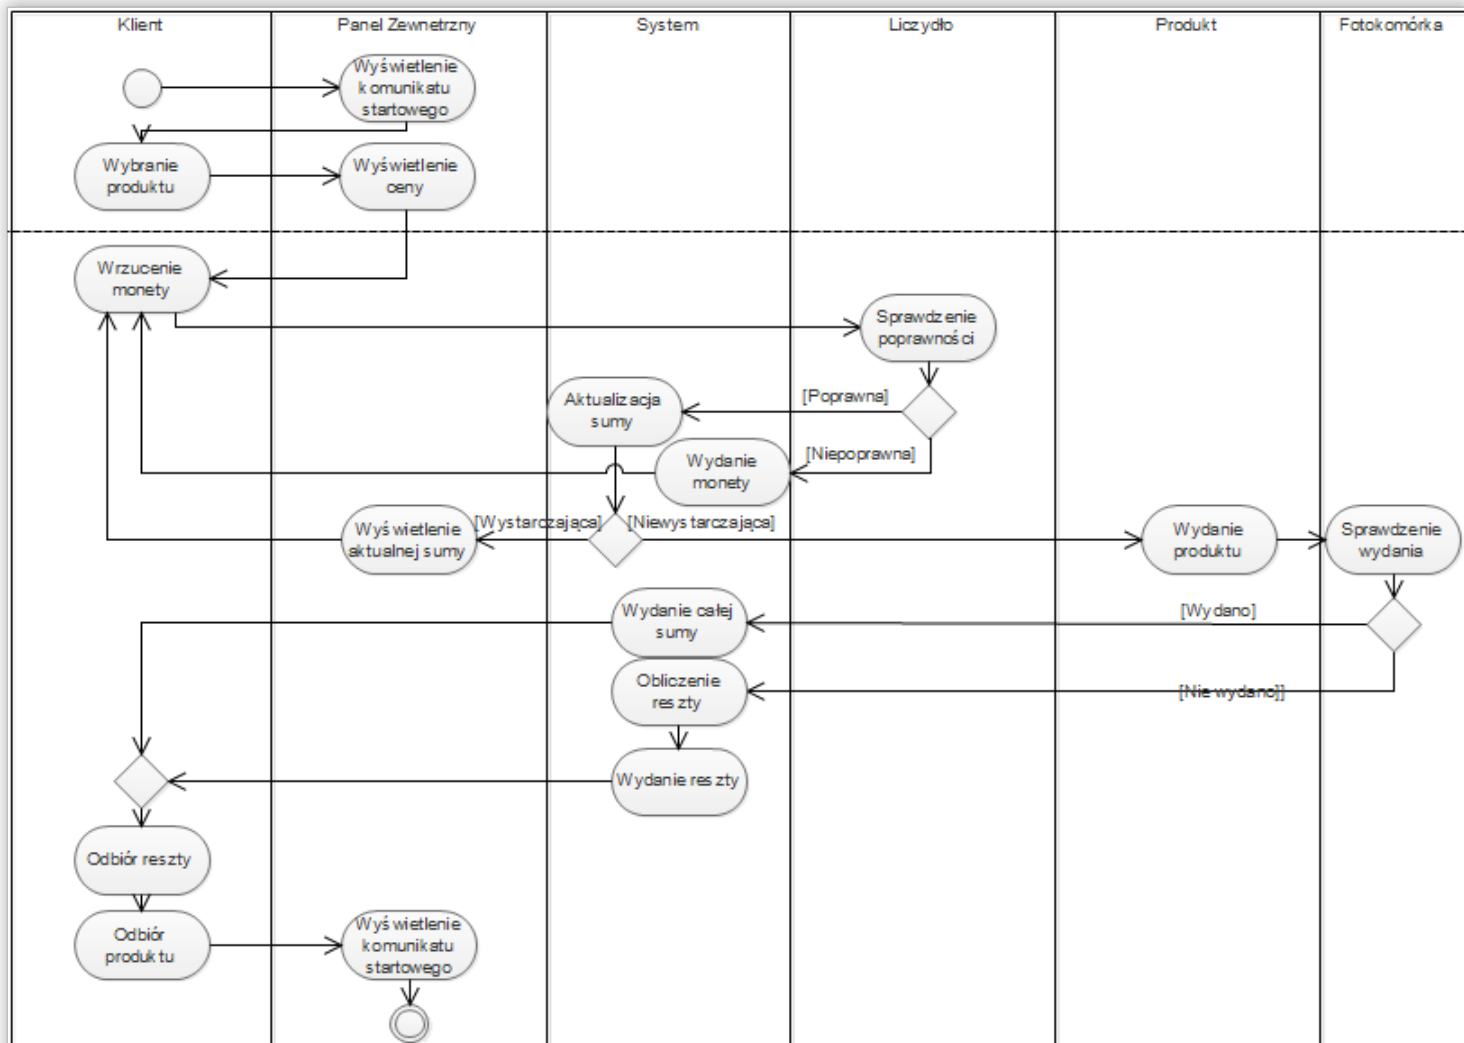 Klient
Panel Zewnetrzny
System
Liczydło
Produkt
Fotokomórka
Wyświetlenie
komunikatu
startowego
Wybranie
produktu
Wyświetlenie
ceny
Wrzucenie
monety
Sprawdzenie
poprawności
[Poprawna]
Aktualizacja
sumy
[Niepoprawna]
Wydanie
monety
[Wystarczająca]
[Niewystarczająca]
Wyświetlenie
aktualnej sumy
Wydanie
produktu
Sprawdzenie
wydania
[Wydano]
Wydanie całej
sumy
Obliczenie
reszty
[Nie wydano]]
Wydanie reszty
Odbiór reszty
Odbiór
produktu
Wyświetlenie
komunikatu
startowego